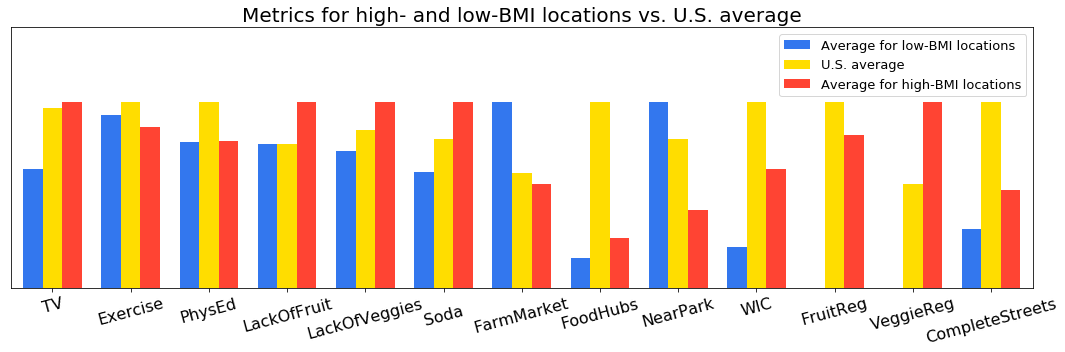 Metrics for high- and low-BMI locations vs. U.S. average
Average for low-BMI locations
U.S. average
Average for high-BMI locations
TV
Exercise
PhysEd
LackOfFruit
LackOfVeggies
Soda
FarmMarket
FoodHubs
NearPark
WIC
FruitReg
VeggieReg
CompleteStreets